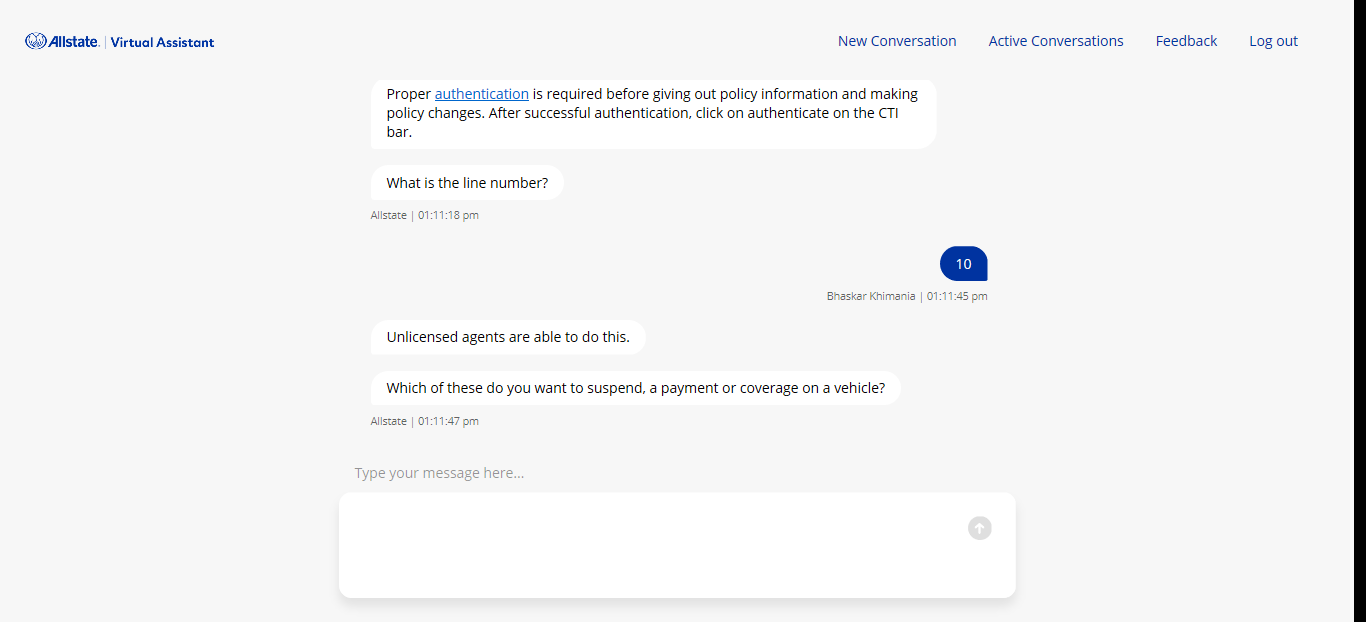 Allstate. | Virtual Assistant
New Conversation Active Conversations Feedback Log out
Proper authentication is required before giving out policy information and making
policy changes. After successful authentication, click on authenticate on the CTI
bar.
What is the line number?
Allstate | 01:11:18 pm
10
Bhaskar Khimania | 01:11:45 pm
Unlicensed agents are able to do this.
Which of these do you want to suspend, a payment or coverage on a vehicle?
Allstate | 01:11:47 pm
Type your message here...